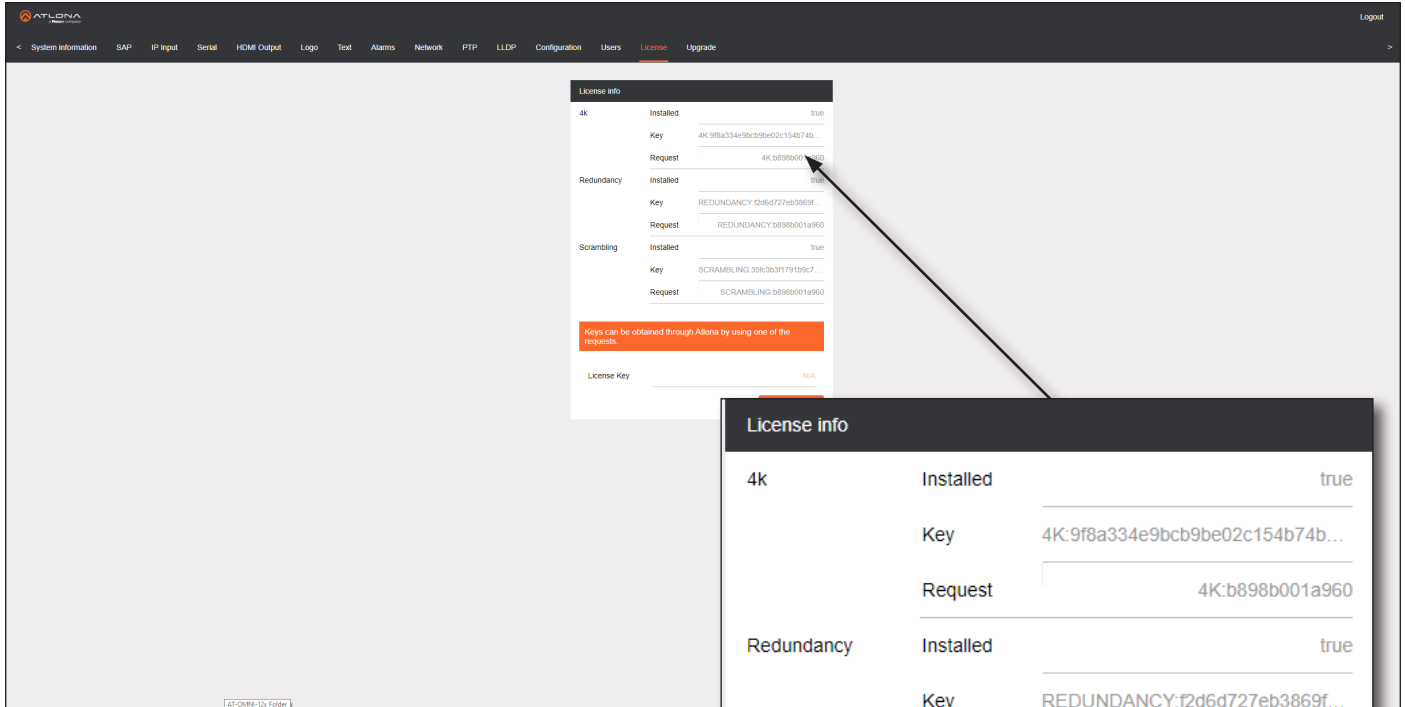 ATLONA
Logout
< System information SAP IP Input Serial HDMI Output Logo Text Alarms Network PTP LLDP Configuration Users License Upgrade >
License info
4k Installed true
Key 4K:9f8a334e9bcb9be02c154b74b...
Request 4K:b898b001a960
Redundancy Installed true
Key REDUNDANCY:f2d6d727eb3869f...
Request REDUNDANCY:b898b001a960
Scrambling Installed true
Key SCRAMBLING:35fc3b3f1791b9c7...
Request SCRAMBLING:b898b001a960
Keys can be obtained through Atlona by using one of the
requests.
License Key N/A
License info
4k Installed true
Key 4K:9f8a334e9bcb9be02c154b74b...
Request 4K:b898b001a960
Redundancy Installed true
Key REDUNDANCY:f2d6d727eb3869f...
AT-OMNI-12x Folder